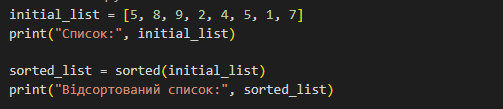 initial_list = [5, 8, 9, 2, 4, 5, 1, 7]
print("Список:", initial_list)
sorted_list = sorted(initial_list)
print("Відсортований список:", sorted_list)